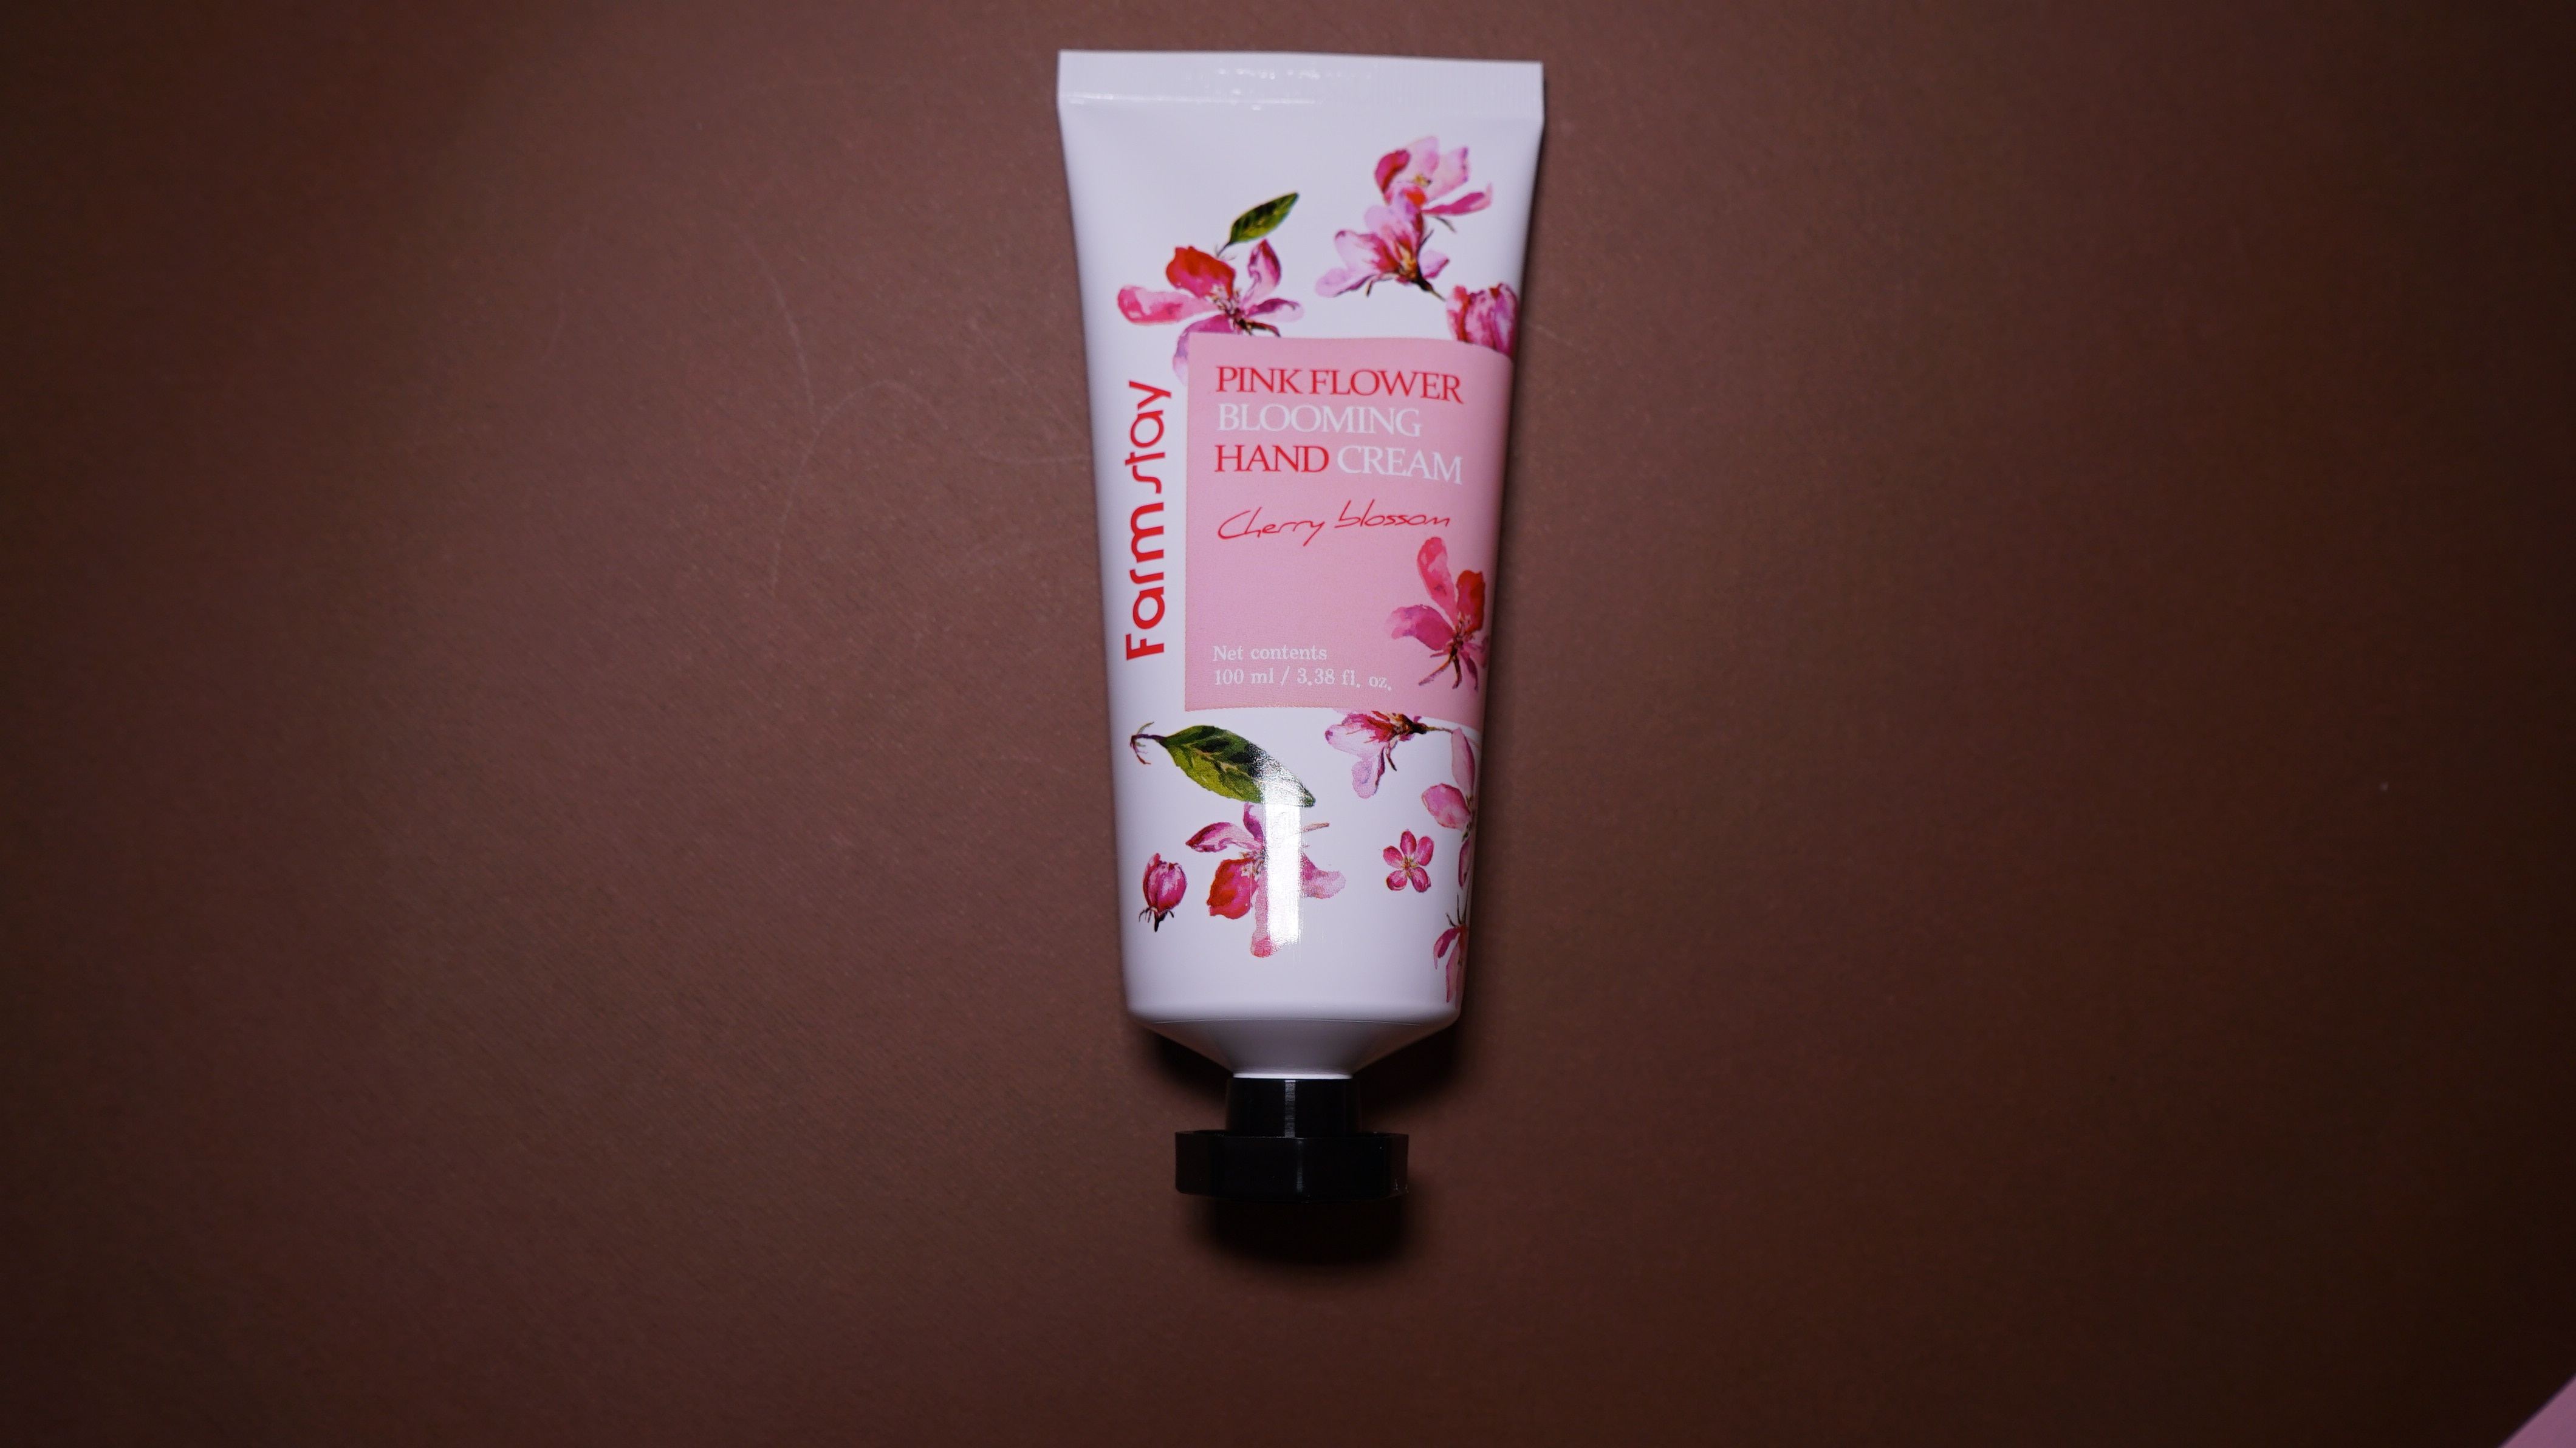 Farmstay
PINK FLOWER
BLOOMING
HAND CREAM
Cherry blossom
Net contents
100 ml / 3.38 fl. oz.